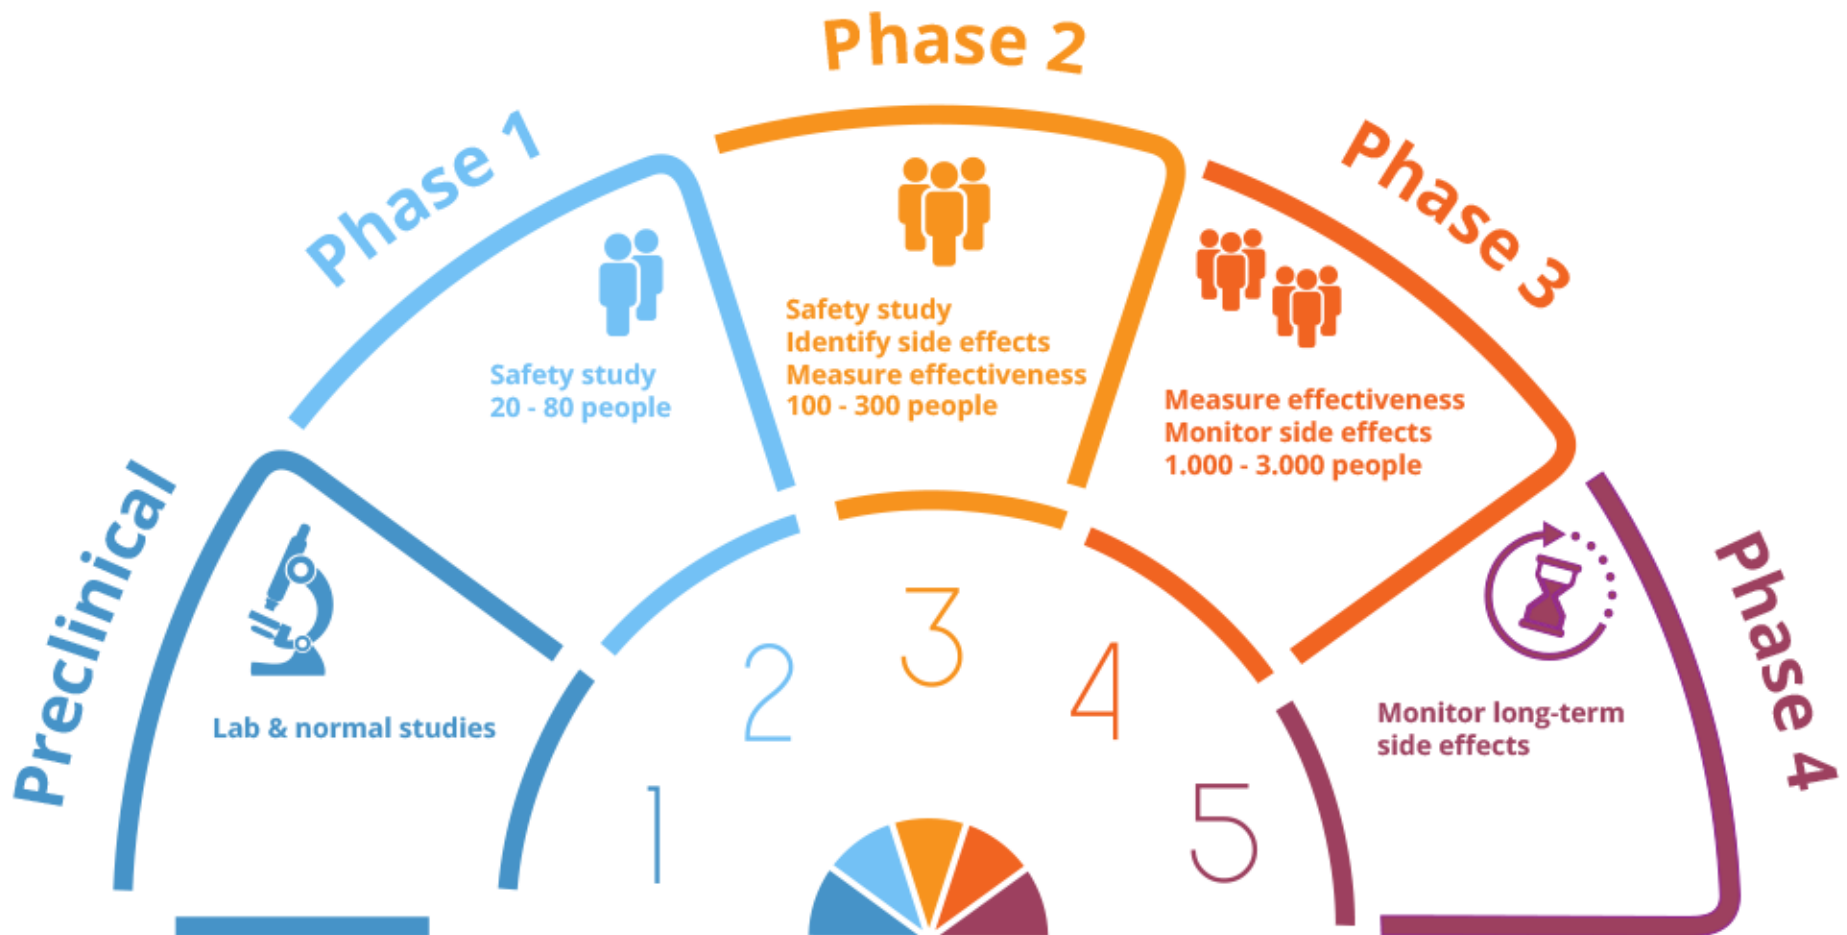 Preclinical
Lab & normal studies
1
Phase 1
Safety study
20 - 80 people
2
Phase 2
Safety study
Identify side effects
Measure effectiveness
100 - 300 people
3
Phase 3
Measure effectiveness
Monitor side effects
1.000 - 3.000 people
4
Phase 4
Monitor long-term
side effects
5